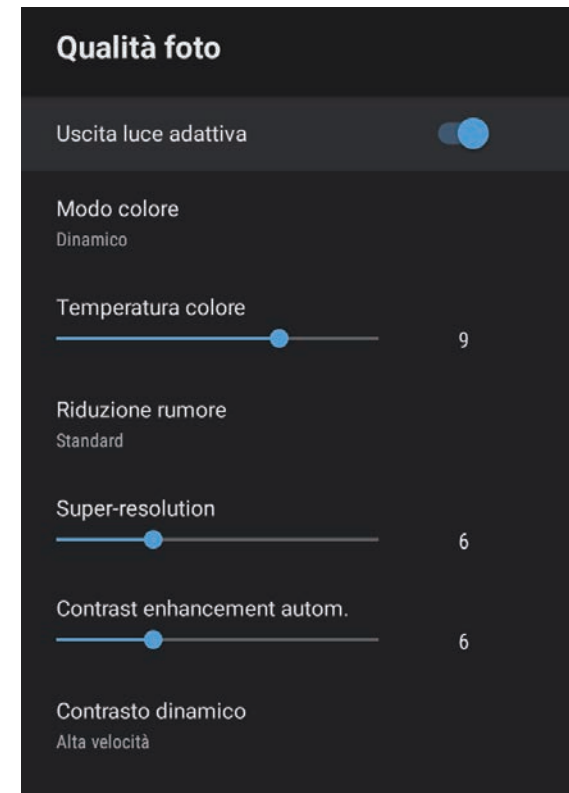 Qualità foto
Uscita luce adattiva
Modo colore
Dinamico
Temperatura colore
9
Riduzione rumore
Standard
Super-resolution
6
Contrast enhancement autom.
6
Contrasto dinamico
Alta velocità